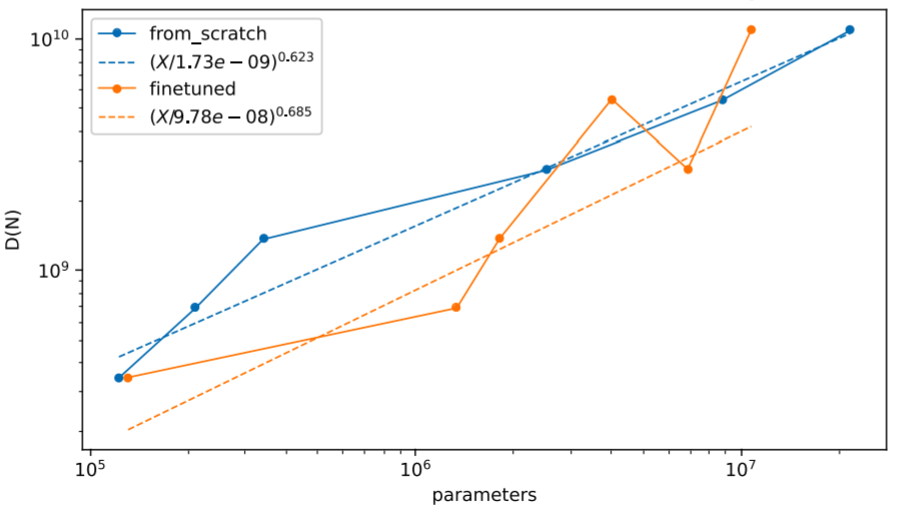 from_scratch
(X/1.73e − 09)^0.623
finetuned
(X/9.78e − 08)^0.685
10^10
10^9
D(N)
10^5 10^6 10^7
parameters